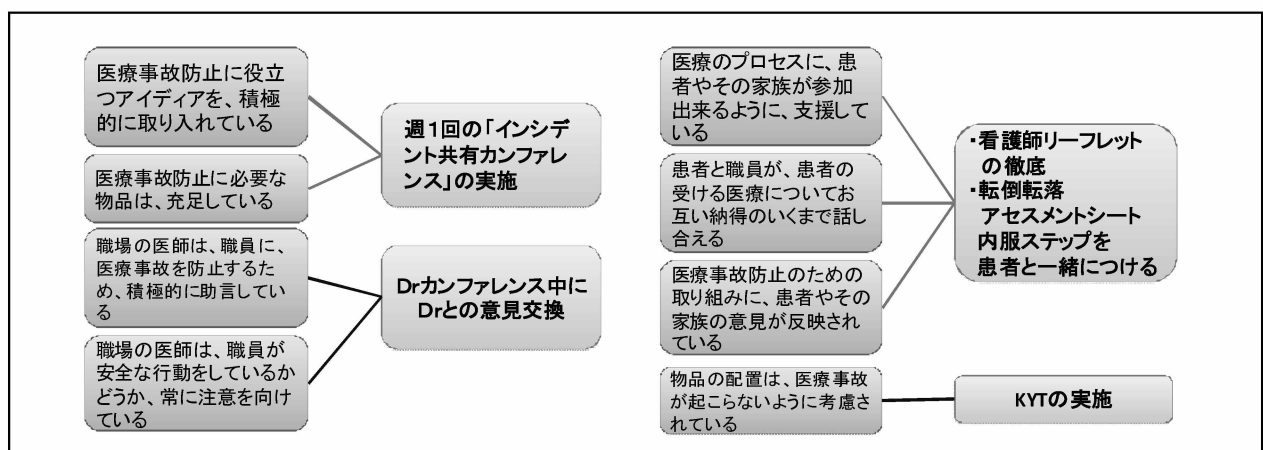 医療事故防止に役立
つアイディアを、積極
的に取り入れている
医療事故防止に必要な
物品は、充足している
週1回の「インシデ
ント共有カンファレ
ンス」の実施
職場の医師は、職員に、
医療事故を防止するた
め、積極的に助言してい
る
職場の医師は、職員が
安全な行動をしているか
どうか、常に注意を向け
ている
Drカンファレンス中に
Drとの意見交換
医療のプロセスに、患
者やその家族が参加
出来るように、支援して
いる
患者と職員が、患者の
受ける医療についてお
互い納得のいくまで話し
合える
医療事故防止のための
取り組みに、患者やその
家族の意見が反映され
ている
・看護師リーフレット
の徹底
・転倒転落
アセスメントシート
内服ステップを
患者と一緒につける
物品の配置は、医療事故
が起こらないように考慮さ
れている
KYTの実施